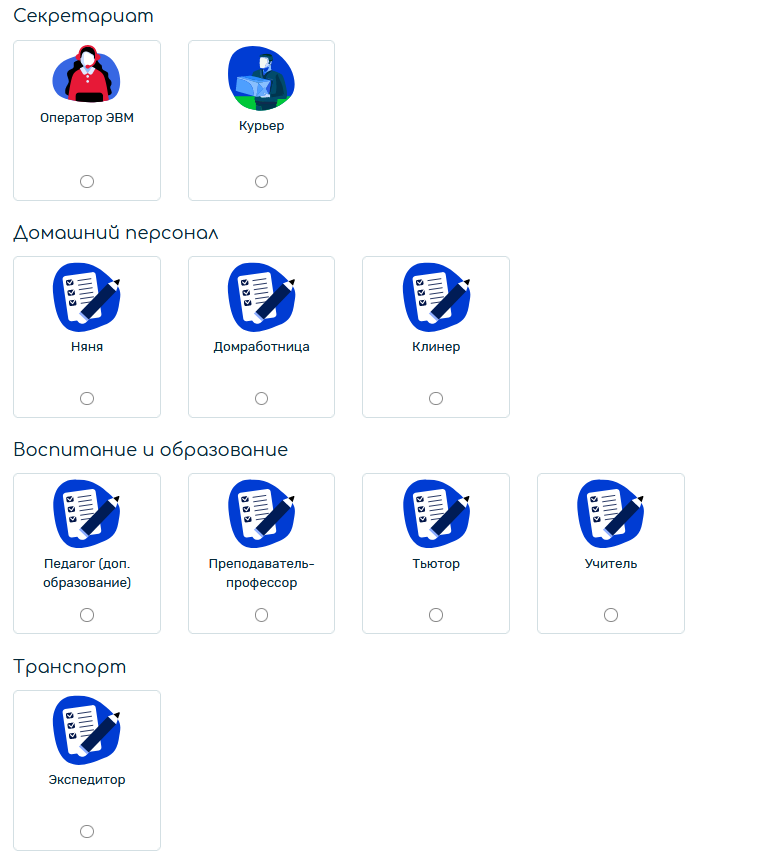 Секретариат
Оператор ЭВМ
Курьер
Домашний персонал
Няня
Домработница
Клинер
Воспитание и образование
Педагог (доп.
образование)
Преподаватель-
профессор
Тьютор
Учитель
Транспорт
Экспедитор